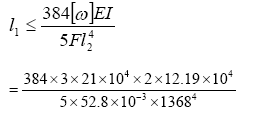 l₁ ≤ 384[ω]EI / 5Fl₂⁴
= 384×3×21×10⁴×2×12.19×10⁴ / 5×52.8×10⁻³×1368⁴